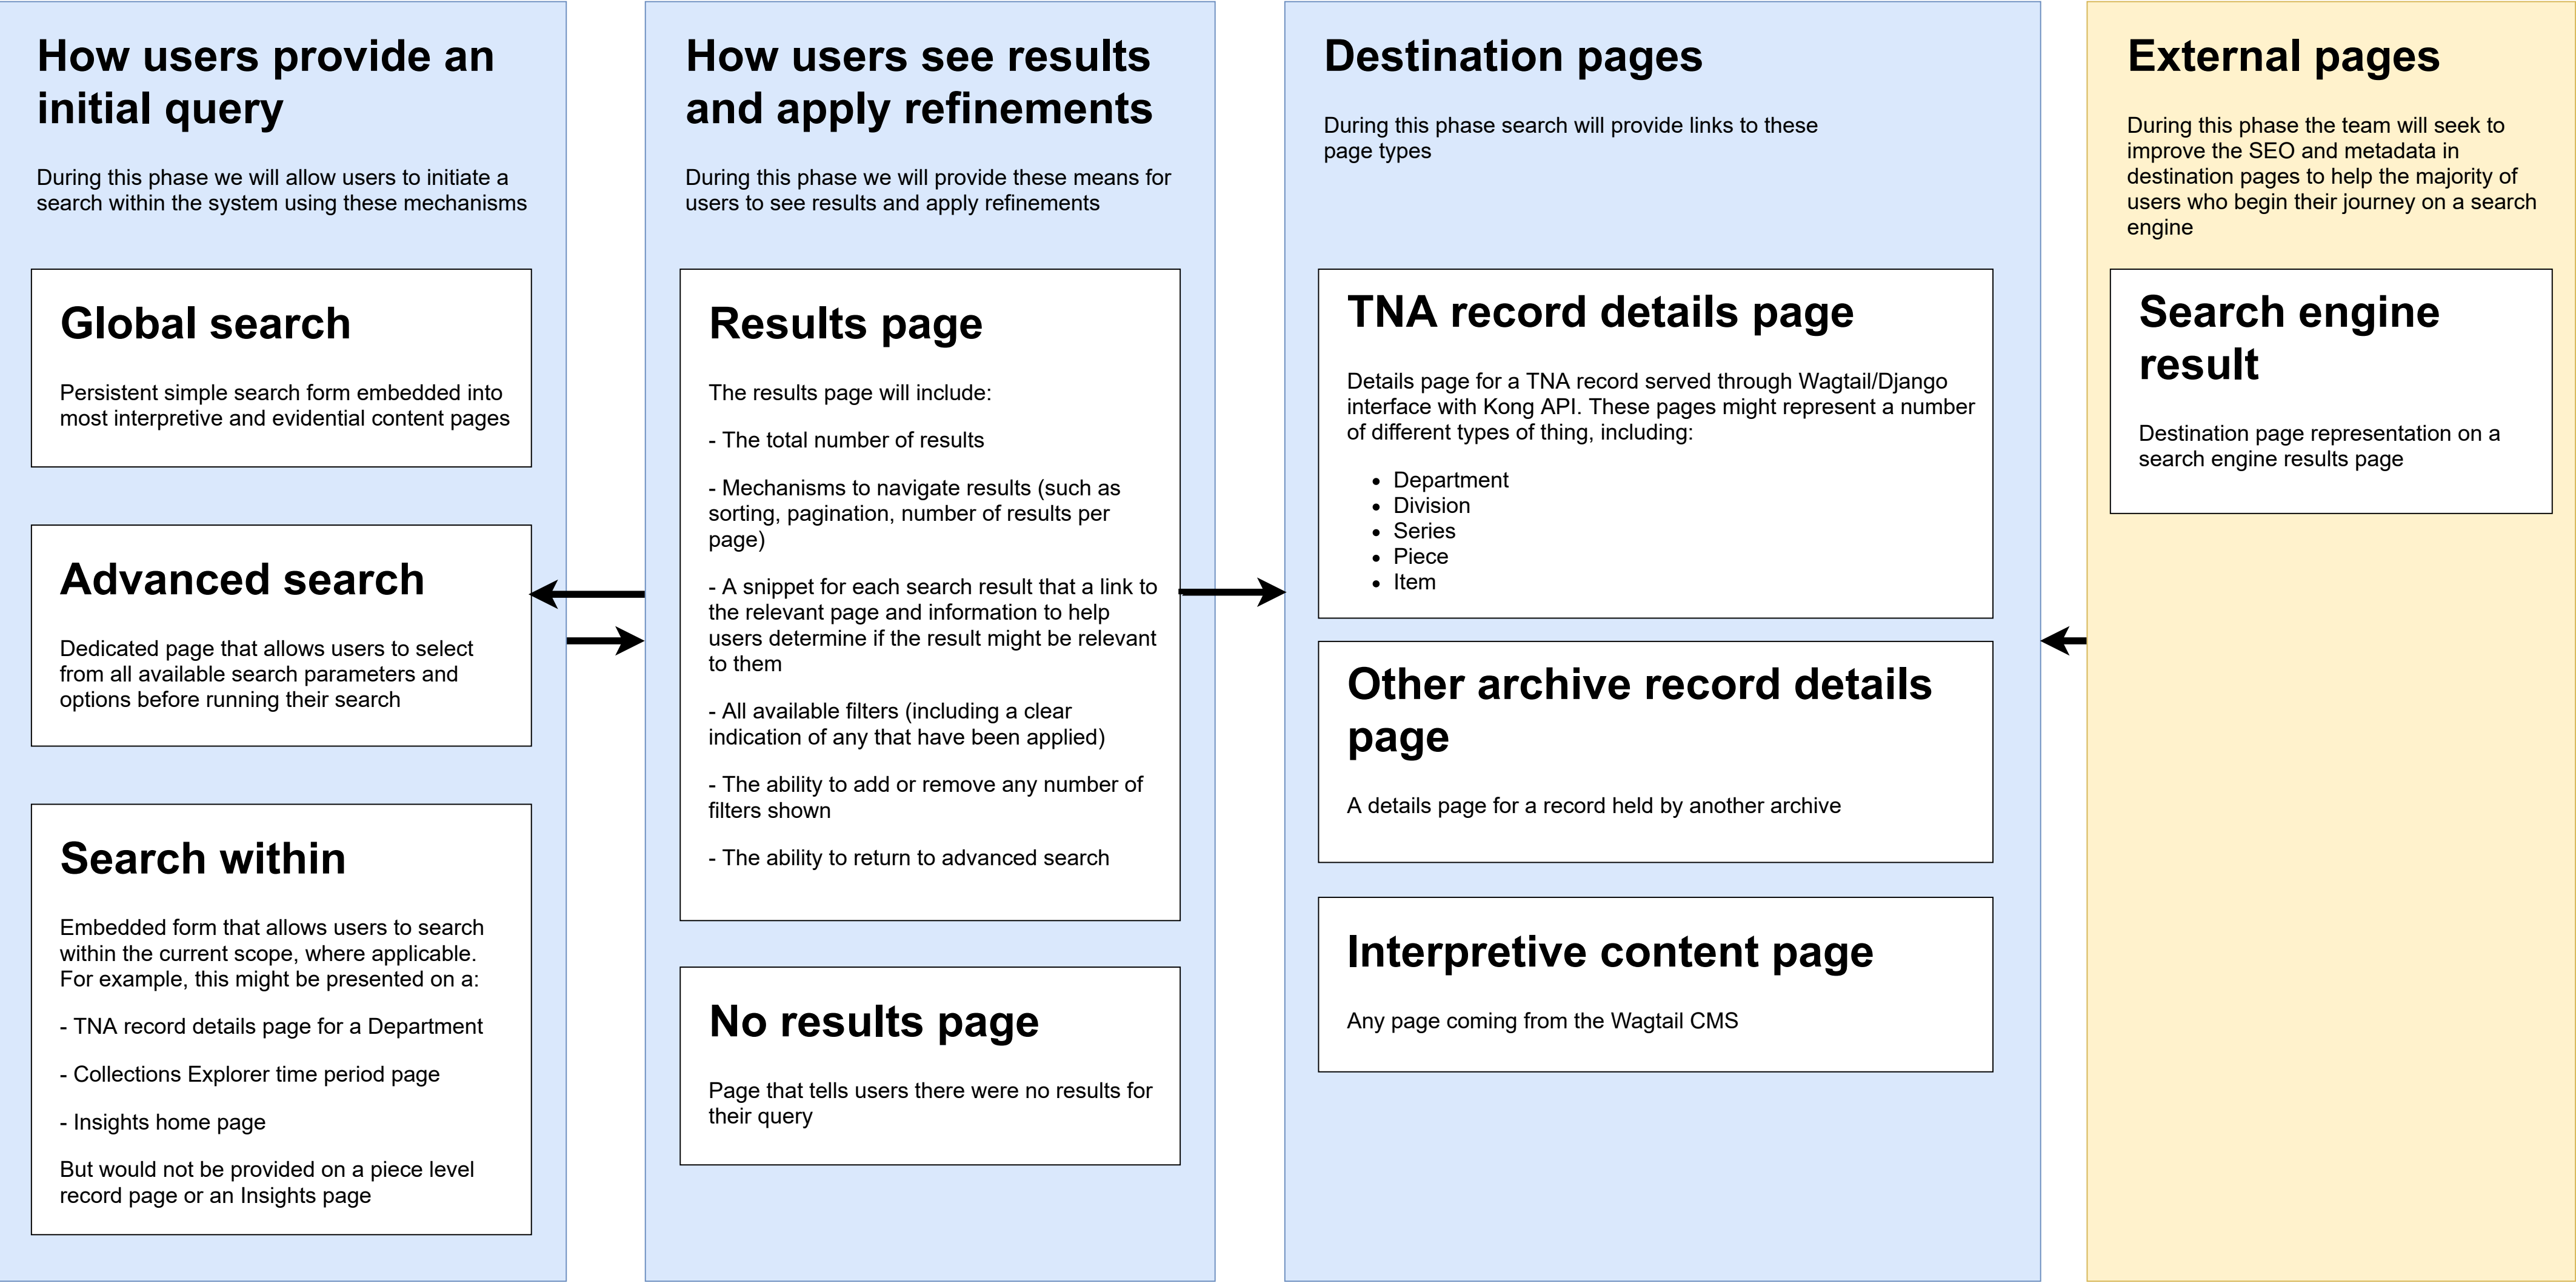 How users provide an
initial query
During this phase we will allow users to initiate a
search within the system using these mechanisms
Global search
Persistent simple search form embedded into
most interpretive and evidential content pages
Advanced search
Dedicated page that allows users to select
from all available search parameters and
options before running their search
Search within
Embedded form that allows users to search
within the current scope, where applicable.
For example, this might be presented on a:
- TNA record details page for a Department
- Collections Explorer time period page
- Insights home page
But would not be provided on a piece level
record page or an Insights page
How users see results
and apply refinements
During this phase we will provide these means for
users to see results and apply refinements
Results page
The results page will include:
- The total number of results
- Mechanisms to navigate results (such as
sorting, pagination, number of results per
page)
- A snippet for each search result that a link to
the relevant page and information to help
users determine if the result might be relevant
to them
- All available filters (including a clear
indication of any that have been applied)
- The ability to add or remove any number of
filters shown
- The ability to return to advanced search
No results page
Page that tells users there were no results for
their query
Destination pages
During this phase search will provide links to these
page types
TNA record details page
Details page for a TNA record served through Wagtail/Django
interface with Kong API. These pages might represent a number
of different types of thing, including:
• Department
• Division
• Series
• Piece
• Item
Other archive record details
page
A details page for a record held by another archive
Interpretive content page
Any page coming from the Wagtail CMS
External pages
During this phase the team will seek to
improve the SEO and metadata in
destination pages to help the majority of
users who begin their journey on a search
engine
Search engine
result
Destination page representation on a
search engine results page